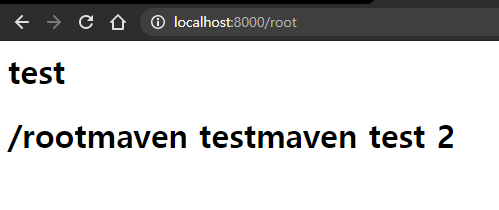 localhost:8000/root
test
/rootmaven testmaven test 2